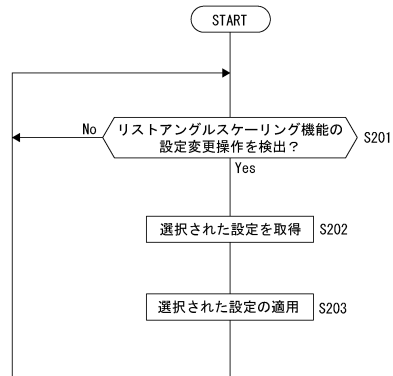 START
No
リストアングルスケーリング機能の
設定変更操作を検出？
S201
Yes
選択された設定を取得
S202
選択された設定の適用
S203